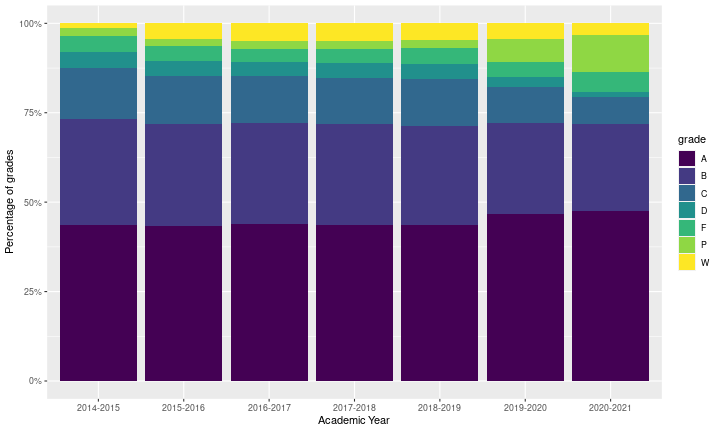 100%
75%
50%
25%
0%
Percentage of grades
2014-2015 2015-2016 2016-2017 2017-2018 2018-2019 2019-2020 2020-2021
Academic Year
grade
A
B
C
D
F
P
W